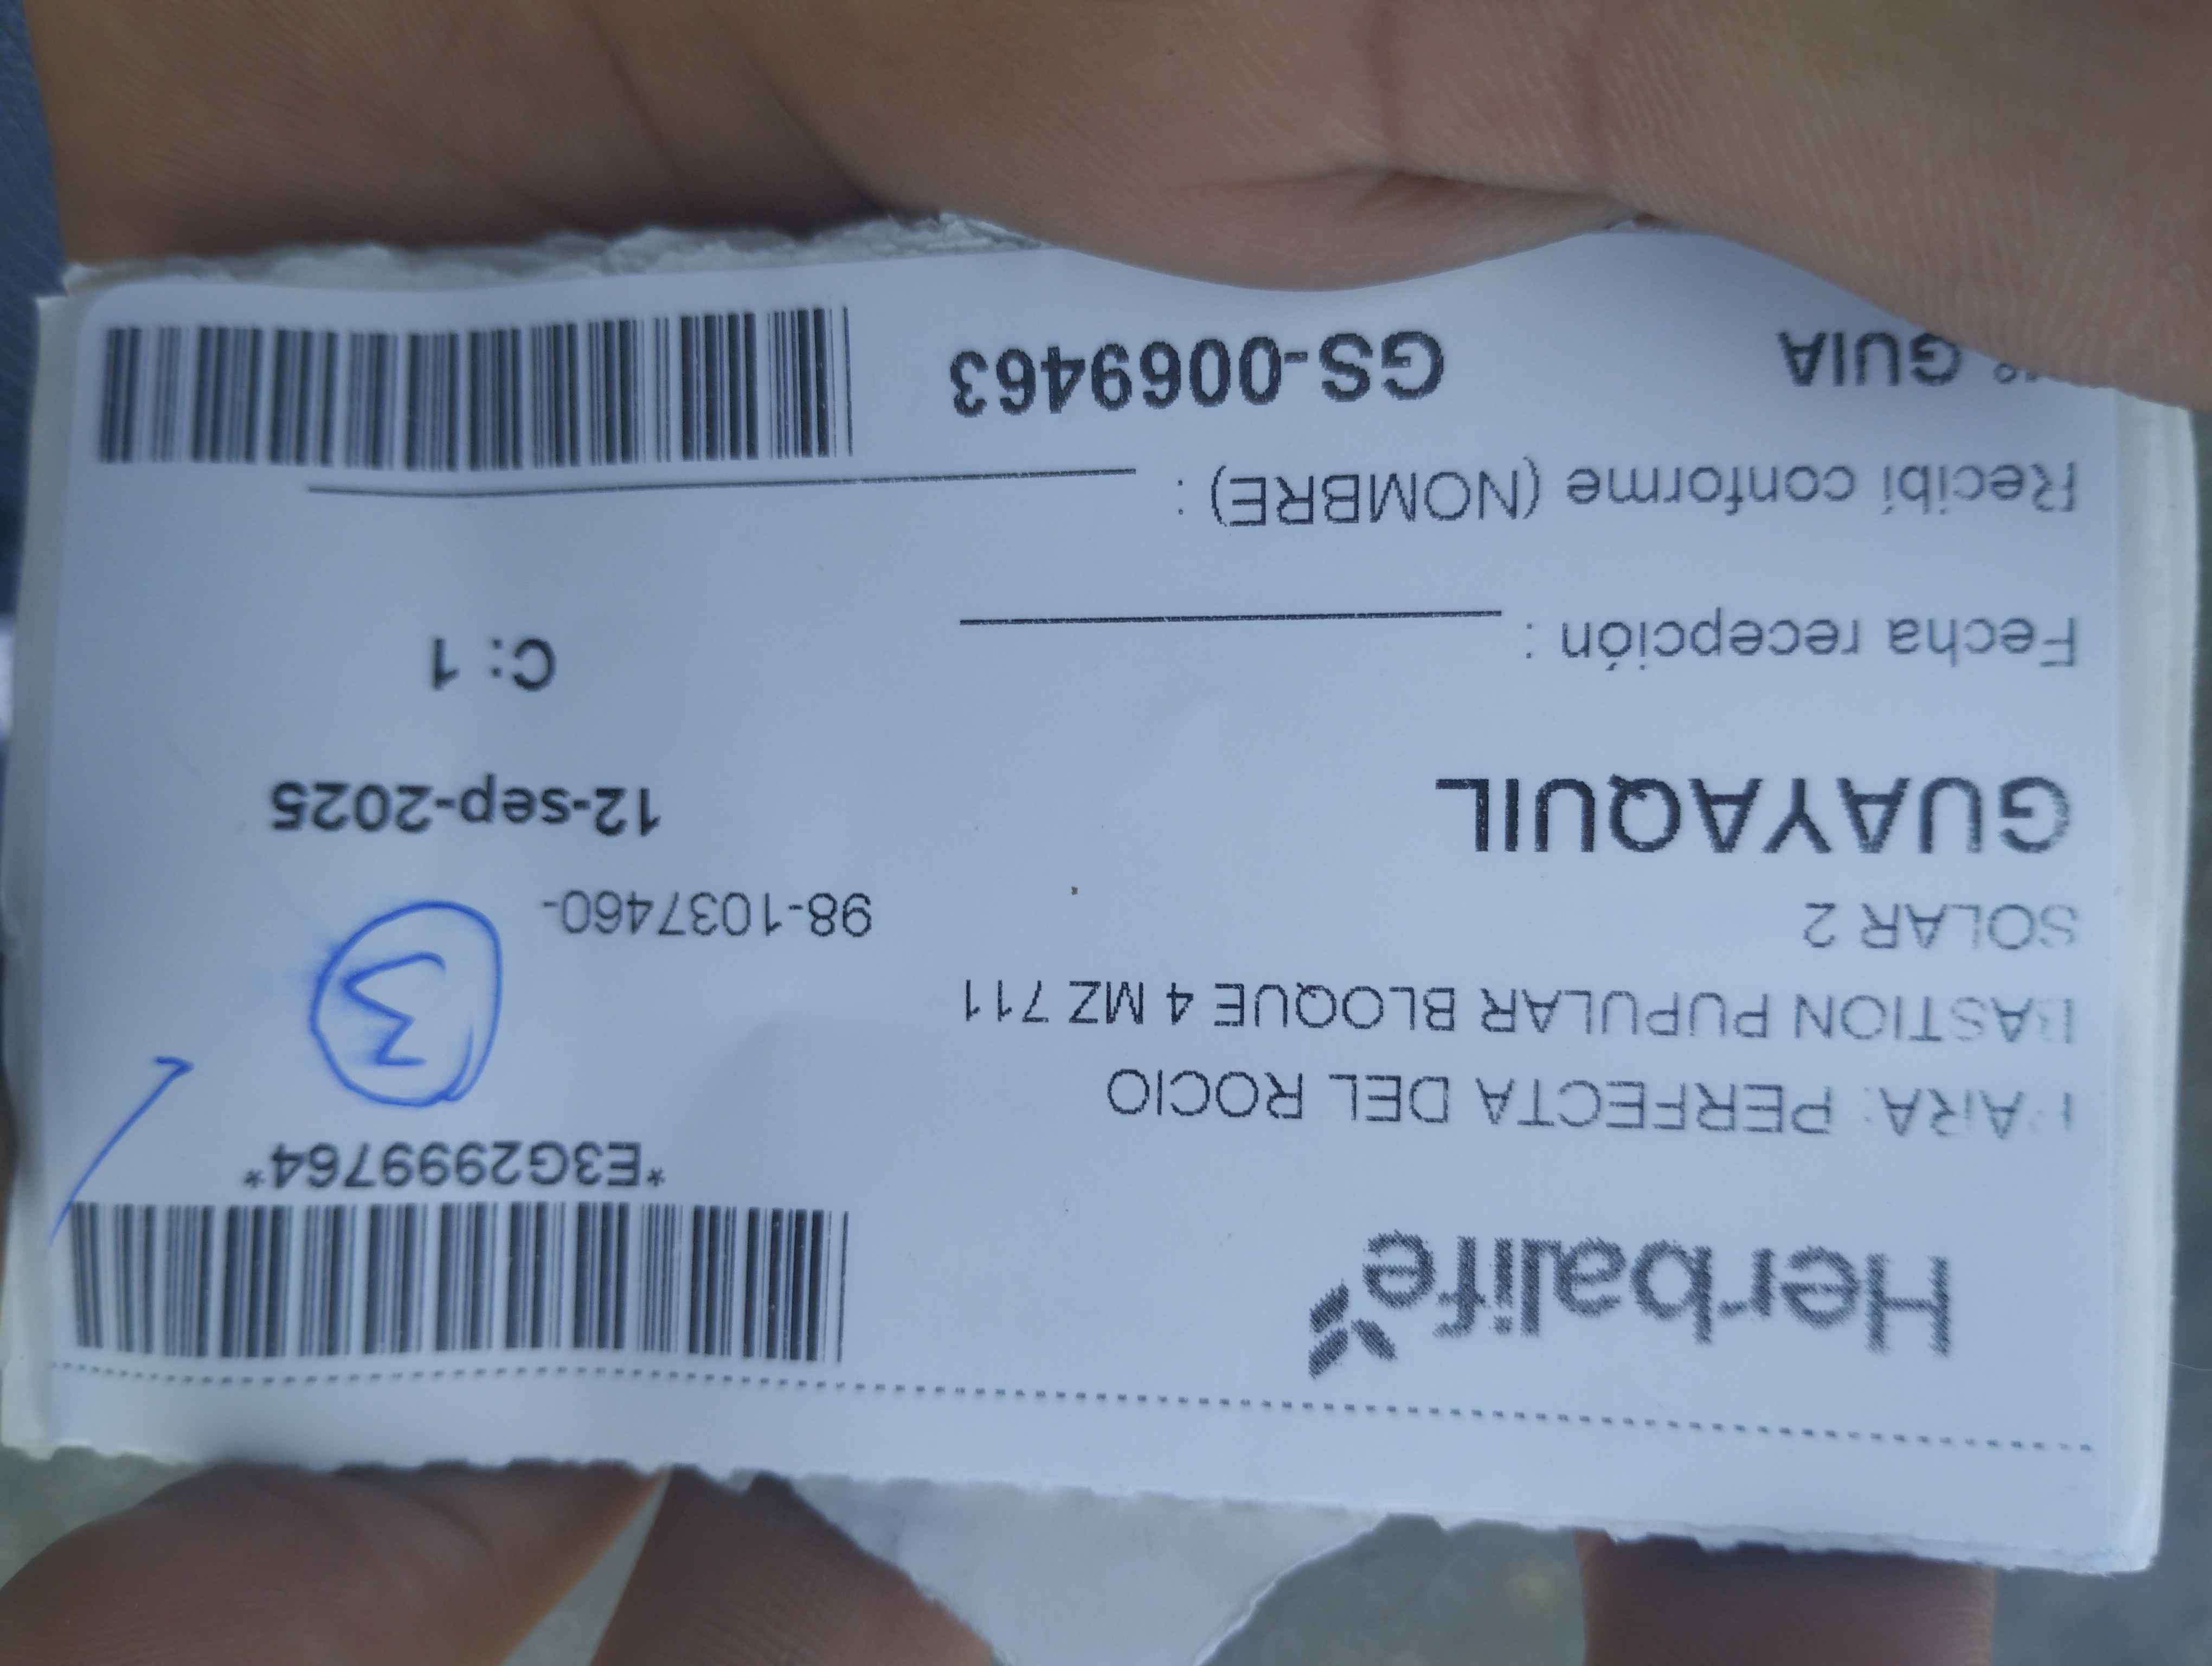 Herbalife
*E3G2999764*
PARA: PERFECTA DEL ROCIO
BASTION PUPULAR BLOQUE 4 MZ 711
SOLAR 2
98-1037460-
3
GUAYAQUIL
12-sep-2025
Fecha recepción :
C: 1
Recibí conforme (NOMBRE) :
N° GUIA GS-0069463